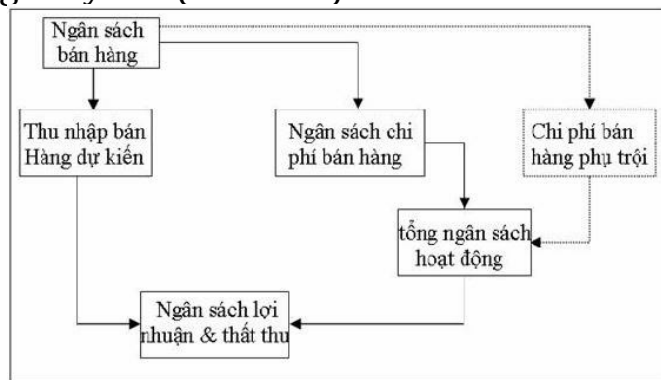 Ngân sách
bán hàng
Thu nhập bán
Hàng dự kiến
Ngân sách chi
phí bán hàng
Chi phí bán
hàng phụ trội
tổng ngân sách
hoạt động
Ngân sách lợi
nhuận & thất thu